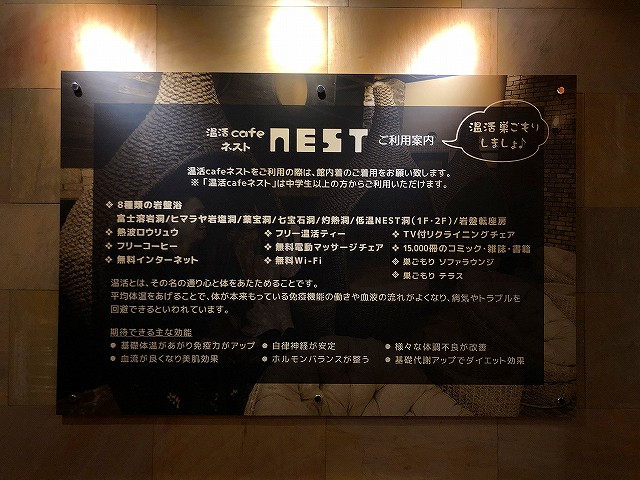 温活cafe
ネスト
NEST
ご利用案内
温活巣ごもり
しましょ♪
温活cafeネストをご利用の際は、館内着のご着用をお願い致します。
※「温活cafeネスト」は中学生以上の方からご利用いただけます。
❖ 8種類の岩盤浴
富士溶岩洞/ヒマラヤ岩塩洞/薬宝洞/七宝石洞/灼熱洞/低温NEST洞(1F・2F)/岩盤転座房
❖ 熱波ロウリュウ
❖ フリー温活ティー
❖ TV付リクライニングチェア
❖ フリーコーヒー
❖ 無料電動マッサージチェア
❖ 15,000冊のコミック・雑誌・書籍
❖ 無料インターネット
❖ 無料Wi-Fi
❖ 巣ごもり ソファラウンジ
❖ 巣ごもり テラス
温活とは、その名の通り心と体をあたためることです。
平均体温をあげることで、体が本来もっている免疫機能の働きや血液の流れがよくなり、病気やトラブルを
回避できるといわれています。
期待できる主な効能
● 基礎体温があがり免疫力がアップ
● 自律神経が安定
● 様々な体調不良が改善
● 血流が良くなり美肌効果
● ホルモンバランスが整う
● 基礎代謝アップでダイエット効果